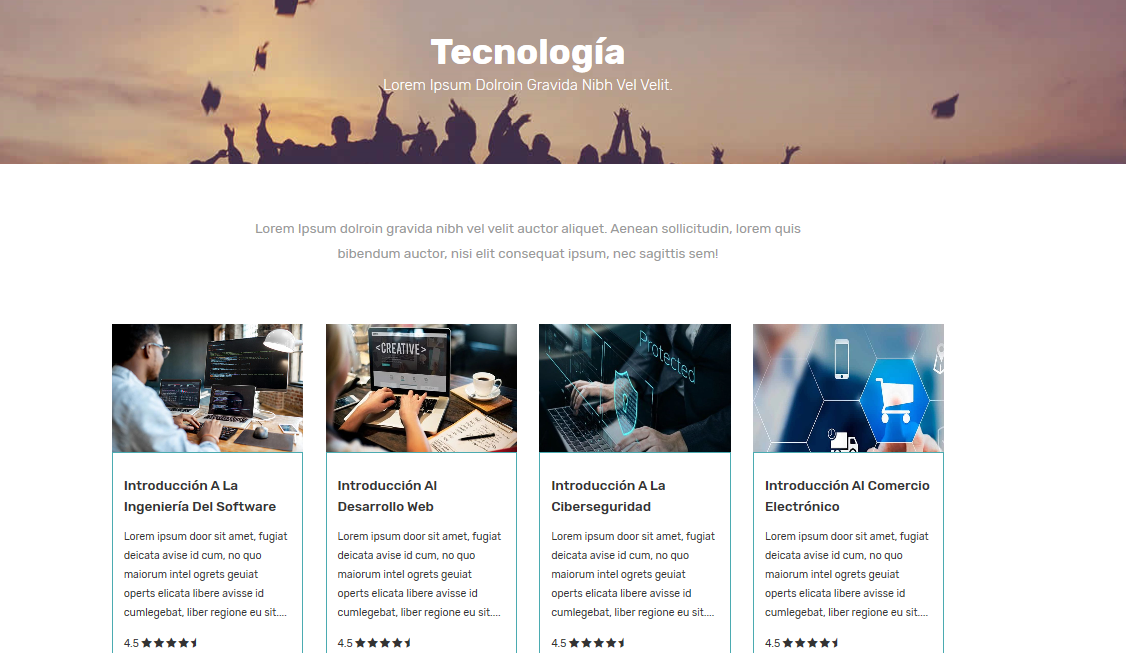 Tecnología
Lorem Ipsum Dolroin Gravida Nibh Vel Velit.
Lorem Ipsum dolroin gravida nibh vel velit auctor aliquet. Aenean sollicitudin, lorem quis
bibendum auctor, nisi elit consequat ipsum, nec sagittis sem!
<CREATIVE>
Protected
Introducción A La
Ingeniería Del Software
Lorem ipsum door sit amet, fugiat
deicata avise id cum, no quo
maiorum intel ogrets geuiat
operts elicata libere avisse id
cumlegebat, liber regione eu sit....
4.5
Introducción Al
Desarrollo Web
Lorem ipsum door sit amet, fugiat
deicata avise id cum, no quo
maiorum intel ogrets geuiat
operts elicata libere avisse id
cumlegebat, liber regione eu sit....
4.5
Introducción A La
Ciberseguridad
Lorem ipsum door sit amet, fugiat
deicata avise id cum, no quo
maiorum intel ogrets geuiat
operts elicata libere avisse id
cumlegebat, liber regione eu sit....
4.5
Introducción Al Comercio
Electrónico
Lorem ipsum door sit amet, fugiat
deicata avise id cum, no quo
maiorum intel ogrets geuiat
operts elicata libere avisse id
cumlegebat, liber regione eu sit....
4.5